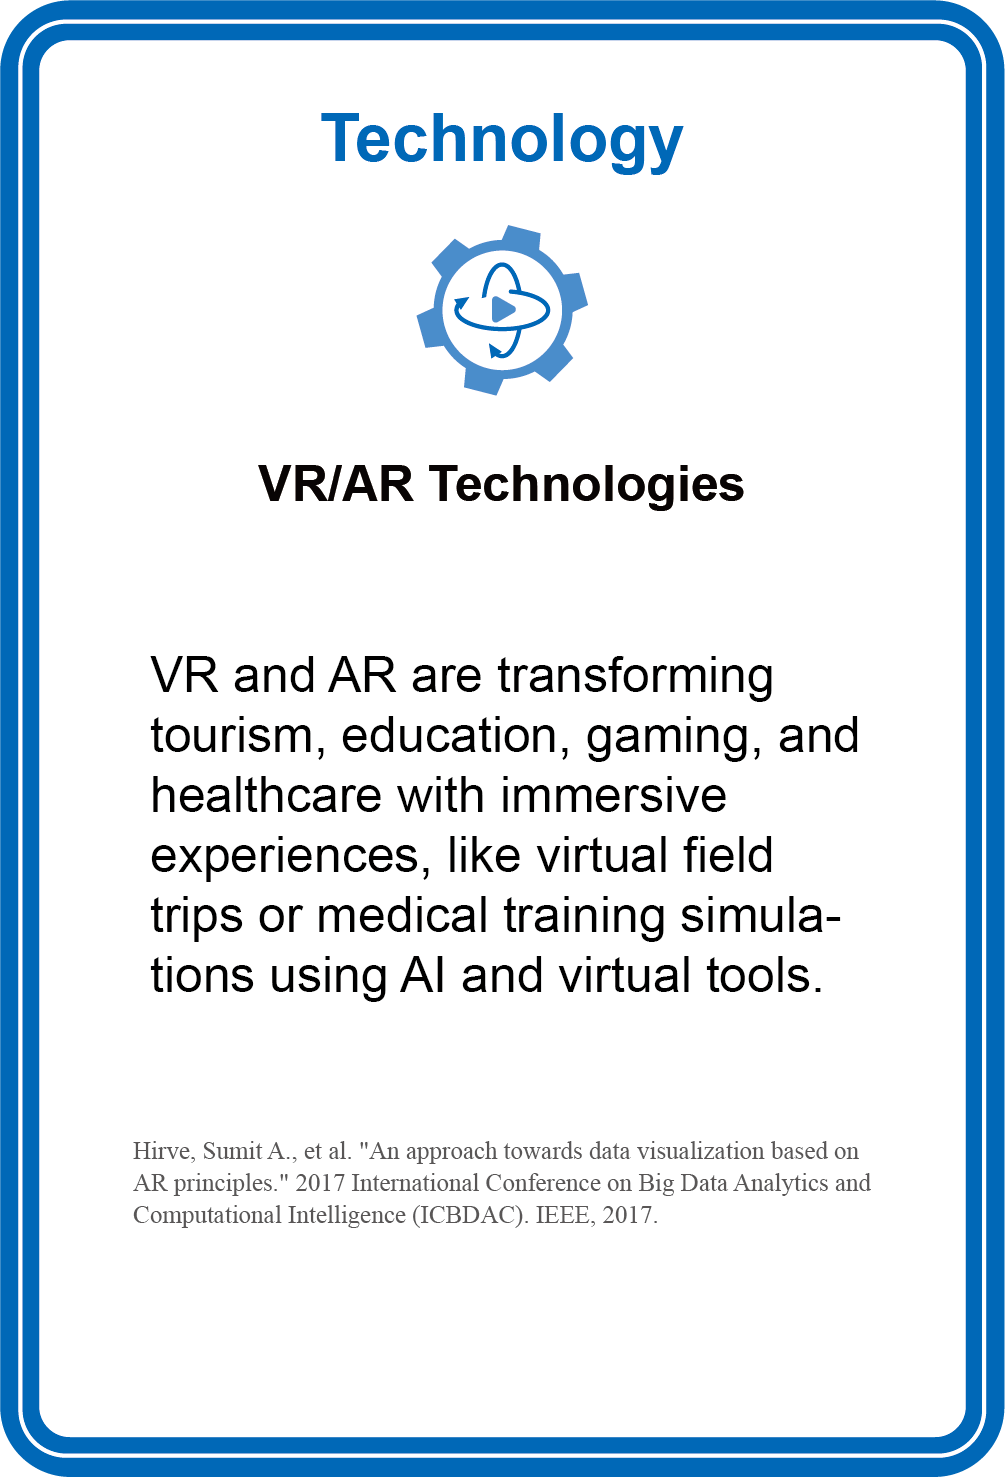 Technology
VR/AR Technologies
VR and AR are transforming
tourism, education, gaming, and
healthcare with immersive
experiences, like virtual field
trips or medical training simula-
tions using AI and virtual tools.
Hirve, Sumit A., et al. "An approach towards data visualization based on
AR principles." 2017 International Conference on Big Data Analytics and
Computational Intelligence (ICBDAC). IEEE, 2017.